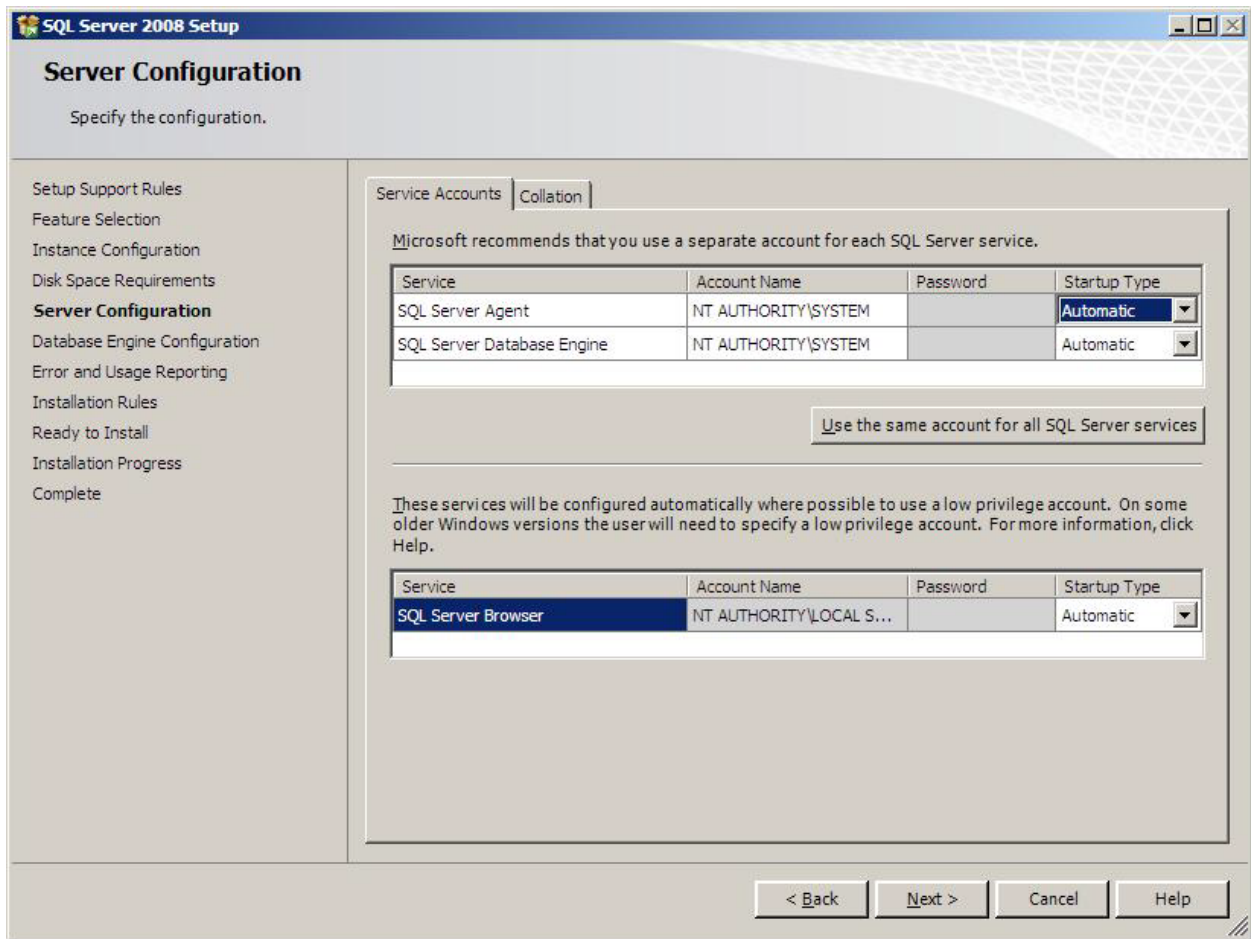 SQL Server 2008 Setup
Server Configuration
Specify the configuration.
Setup Support Rules
Feature Selection
Instance Configuration
Disk Space Requirements
Server Configuration
Database Engine Configuration
Error and Usage Reporting
Installation Rules
Ready to Install
Installation Progress
Complete
Service Accounts Collation
Microsoft recommends that you use a separate account for each SQL Server service.
Service Account Name Password Startup Type
SQL Server Agent NT AUTHORITY\SYSTEM Automatic
SQL Server Database Engine NT AUTHORITY\SYSTEM Automatic
Use the same account for all SQL Server services
These services will be configured automatically where possible to use a low privilege account. On some
older Windows versions the user will need to specify a low privilege account. For more information, click
Help.
Service Account Name Password Startup Type
SQL Server Browser NT AUTHORITY\LOCAL S... Automatic
< Back Next > Cancel Help